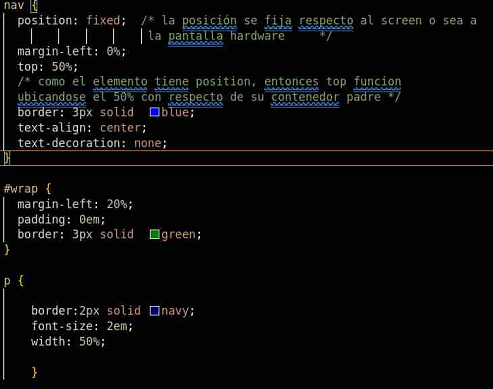 nav {
position: fixed; /* la posición se fija respecto al screen o sea a
la pantalla hardware */
margin-left: 0%;
top: 50%;
/* como el elemento tiene position, entonces top funcion
ubicandose el 50% con respecto de su contenedor padre */
border: 3px solid blue;
text-align: center;
text-decoration: none;
}
#wrap {
margin-left: 20%;
padding: 0em;
border: 3px solid green;
}
p {
border:2px solid navy;
font-size: 2em;
width: 50%;
}